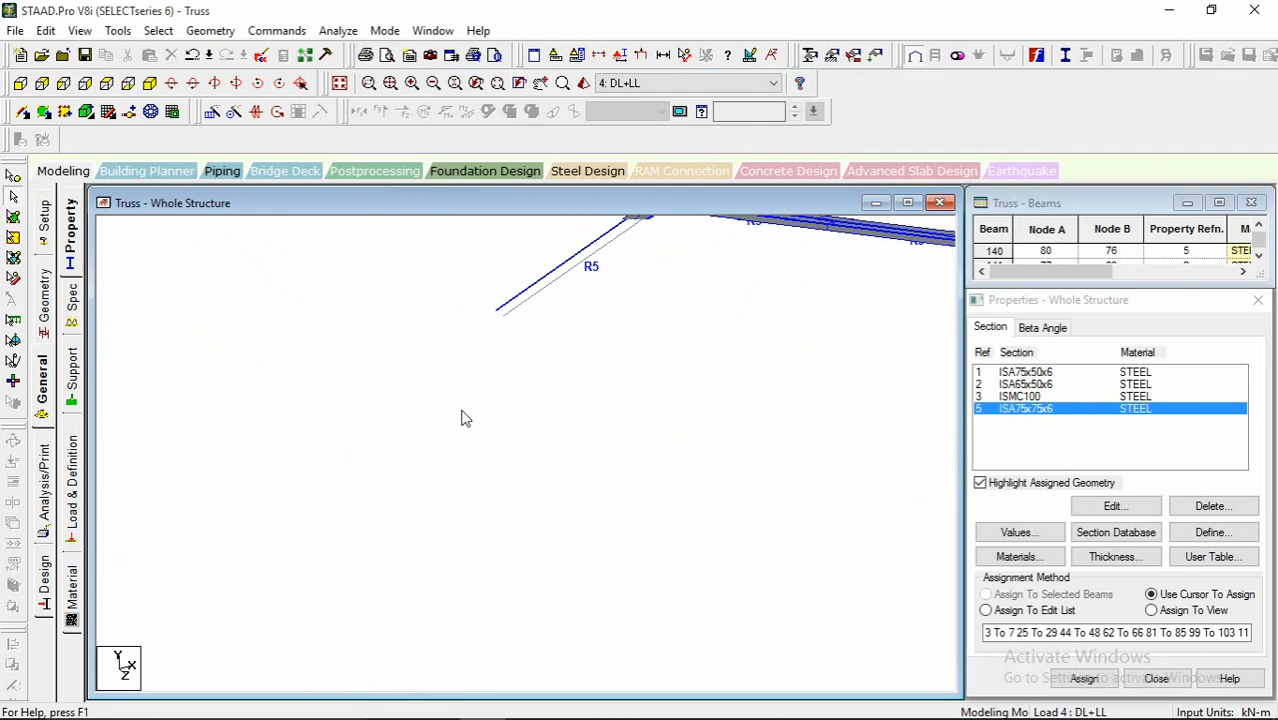 STAAD.Pro V8i (SELECTseries 6) - Truss
File Edit View Tools Select Geometry Commands Analyze Mode Window Help
4: DL+LL
Modeling Building Planner Piping Bridge Deck Postprocessing Foundation Design Steel Design RAM Connection Concrete Design Advanced Slab Design Earthquake
Truss - Whole Structure
Setup
General
Analysis/Print
Design
Property
Spec
Support
Load & Definition
Material
R5
Y
X
Z
Truss - Beams
Beam Node A Node B Property Refn.
140 80 76 5 STE
Properties - Whole Structure
Section Beta Angle
Ref Section Material
1 ISA75x50x6 STEEL
2 ISA65x50x6 STEEL
3 ISMC100 STEEL
5 ISA75x75x6 STEEL
Highlight Assigned Geometry
Edit... Delete...
Values... Section Database Define...
Materials... Thickness... User Table...
Assignment Method
Assign To Selected Beams Use Cursor To Assign
Assign To Edit List Assign To View
3 To 7 25 To 29 44 To 48 62 To 66 81 To 85 99 To 103 11
Activate Windows
Go to Settings to activate Windows.
Assign Close Help
For Help, press F1 Modeling Mo Load 4 : DL+LL Input Units: kN-m